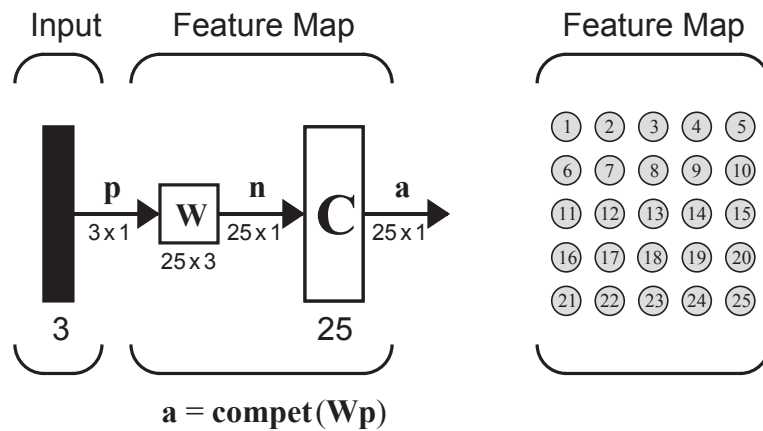 Input Feature Map Feature Map
1 2 3 4 5
p n a
6 7 8 9 10
W C
11 12 13 14 15
3 x 1 25 x 1 25 x 1
25 x 3
16 17 18 19 20
21 22 23 24 25
3 25
a = compet(Wp)